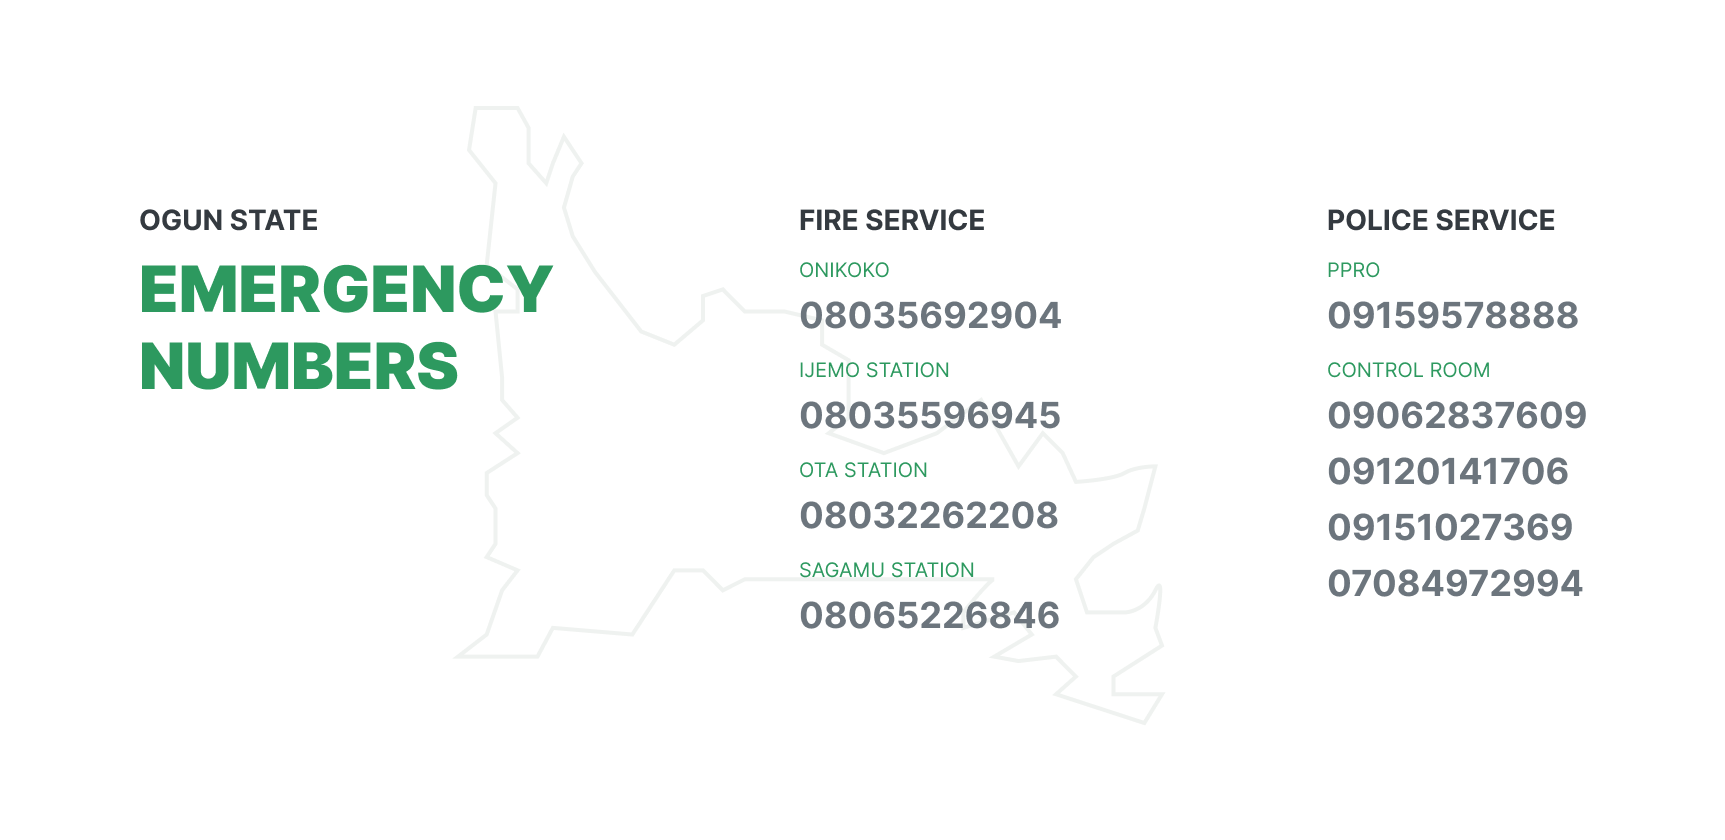 OGUN STATE
EMERGENCY
NUMBERS
FIRE SERVICE
ONIKOKO
08035692904
IJEMO STATION
08035596945
OTA STATION
08032262208
SAGAMU STATION
08065226846
POLICE SERVICE
PPRO
09159578888
CONTROL ROOM
09062837609
09120141706
09151027369
07084972994